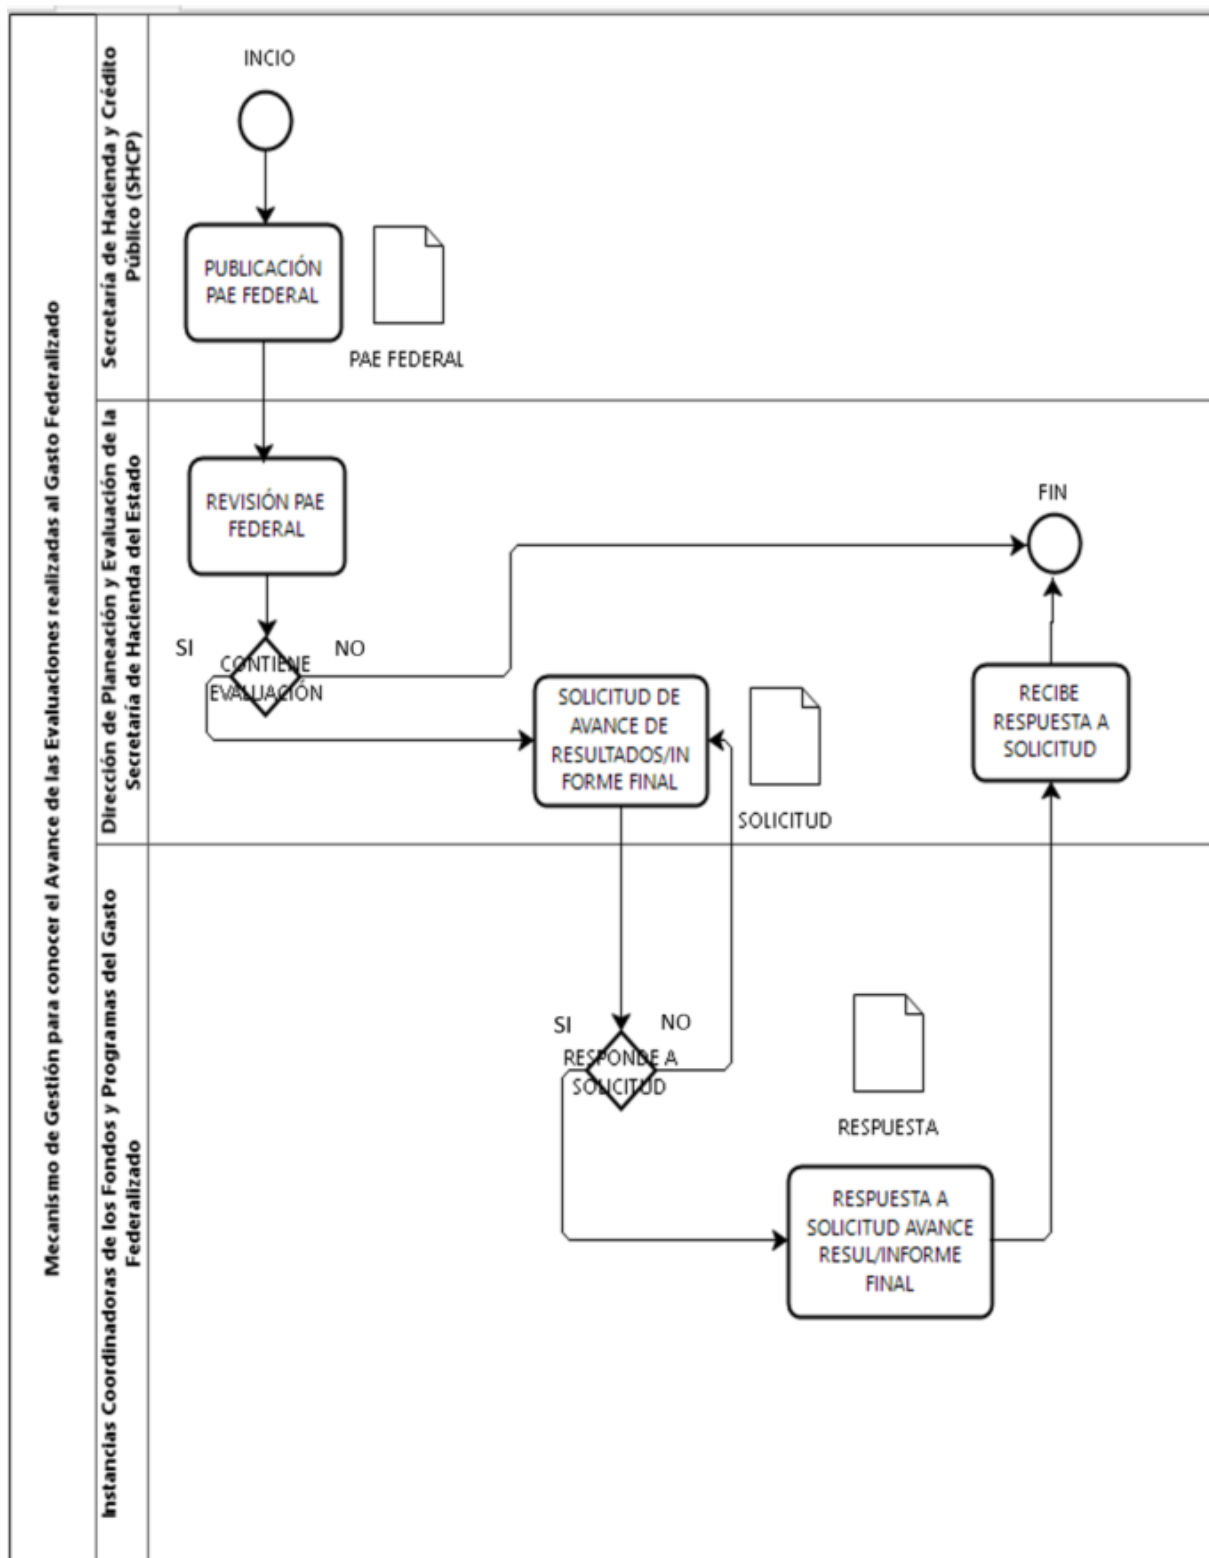 Mecanismo de Gestión para conocer el Avance de las Evaluaciones realizadas al Gasto Federalizado
Secretaría de Hacienda y Crédito
Público (SHCP)
INCIO
PUBLICACIÓN
PAE FEDERAL
PAE FEDERAL
Dirección de Planeación y Evaluación de la
Secretaría de Hacienda del Estado
REVISIÓN PAE
FEDERAL
SI
NO
CONTIENE
EVALUACIÓN
FIN
SOLICITUD DE
AVANCE DE
RESULTADOS/IN
FORME FINAL
SOLICITUD
RECIBE
RESPUESTA A
SOLICITUD
Instancias Coordinadoras de los Fondos y Programas del Gasto
Federalizado
SI
NO
RESPONDE A
SOLICITUD
RESPUESTA
RESPUESTA A
SOLICITUD AVANCE
RESUL/INFORME
FINAL